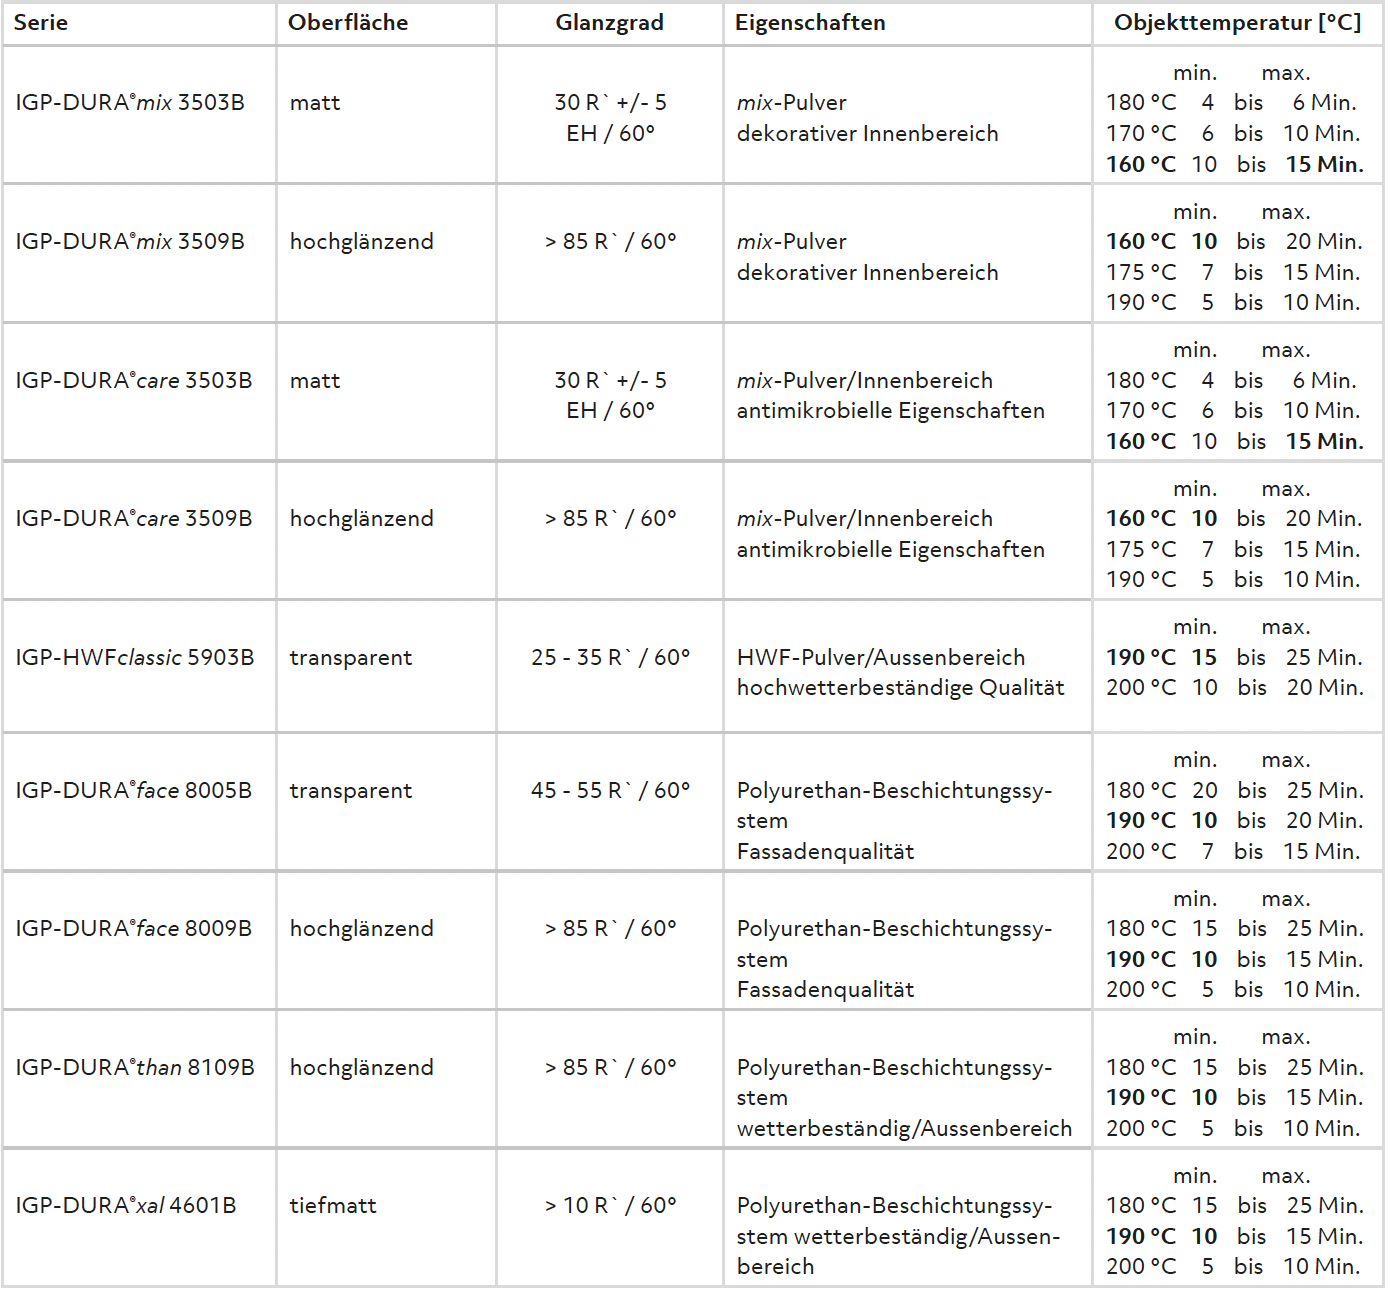 Serie Oberfläche Glanzgrad Eigenschaften Objekttemperatur [°C]
min. max.
IGP-DURA®mix 3503B matt 30 R` +/- 5 mix-Pulver 180 °C 4 bis 6 Min.
EH / 60° dekorativer Innenbereich 170 °C 6 bis 10 Min.
160 °C 10 bis 15 Min.
min. max.
IGP-DURA®mix 3509B hochglänzend > 85 R` / 60° mix-Pulver 160 °C 10 bis 20 Min.
dekorativer Innenbereich 175 °C 7 bis 15 Min.
190 °C 5 bis 10 Min.
min. max.
IGP-DURA®care 3503B matt 30 R` +/- 5 mix-Pulver/Innenbereich 180 °C 4 bis 6 Min.
EH / 60° antimikrobielle Eigenschaften 170 °C 6 bis 10 Min.
160 °C 10 bis 15 Min.
min. max.
IGP-DURA®care 3509B hochglänzend > 85 R` / 60° mix-Pulver/Innenbereich 160 °C 10 bis 20 Min.
antimikrobielle Eigenschaften 175 °C 7 bis 15 Min.
190 °C 5 bis 10 Min.
min. max.
IGP-HWFclassic 5903B transparent 25 - 35 R` / 60° HWF-Pulver/Aussenbereich 190 °C 15 bis 25 Min.
hochwetterbeständige Qualität 200 °C 10 bis 20 Min.
min. max.
IGP-DURA®face 8005B transparent 45 - 55 R` / 60° Polyurethan-Beschichtungssy- 180 °C 20 bis 25 Min.
stem 190 °C 10 bis 20 Min.
Fassadenqualität 200 °C 7 bis 15 Min.
min. max.
IGP-DURA®face 8009B hochglänzend > 85 R` / 60° Polyurethan-Beschichtungssy- 180 °C 15 bis 25 Min.
stem 190 °C 10 bis 15 Min.
Fassadenqualität 200 °C 5 bis 10 Min.
min. max.
IGP-DURA®than 8109B hochglänzend > 85 R` / 60° Polyurethan-Beschichtungssy- 180 °C 15 bis 25 Min.
stem 190 °C 10 bis 15 Min.
wetterbeständig/Aussenbereich 200 °C 5 bis 10 Min.
min. max.
IGP-DURA®xal 4601B tiefmatt > 10 R` / 60° Polyurethan-Beschichtungssy- 180 °C 15 bis 25 Min.
stem wetterbeständig/Aussen- 190 °C 10 bis 15 Min.
bereich 200 °C 5 bis 10 Min.